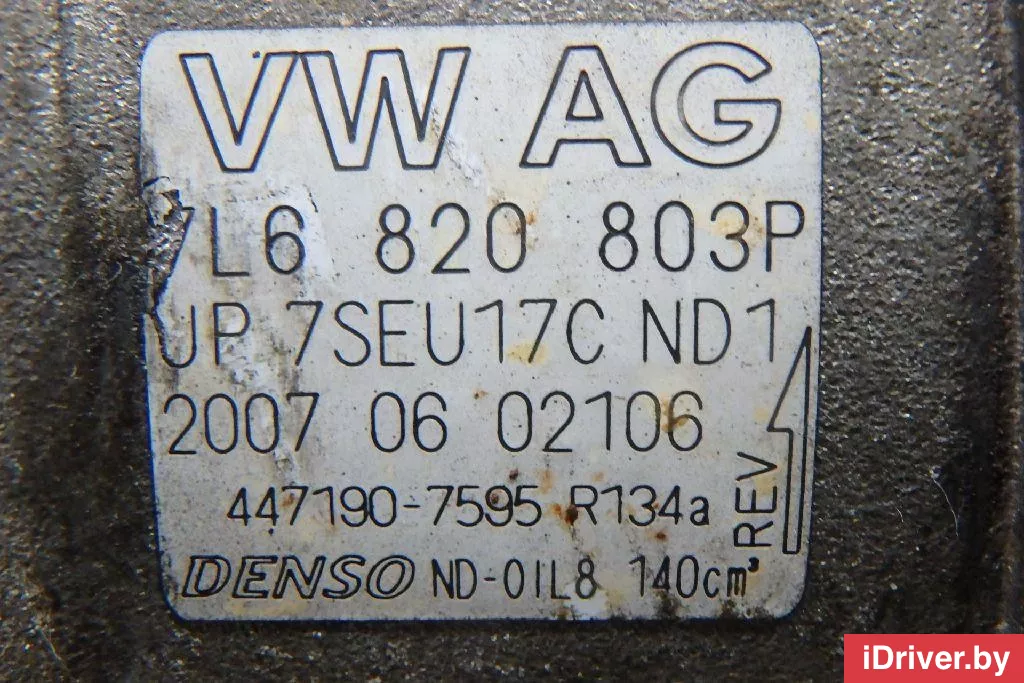 VW AG
7L6 820 803P
JP 7SEU17C ND1
2007 06 02106
447190-7595 R134a
REV
DENSO ND-OIL8 140cm³
iDriver.by